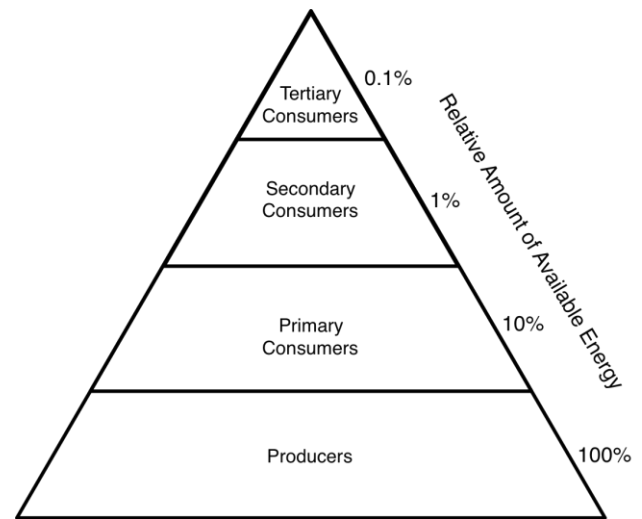 Tertiary
Consumers
0.1%
Secondary
Consumers
1%
Primary
Consumers
10%
Producers
100%
Relative Amount of Available Energy